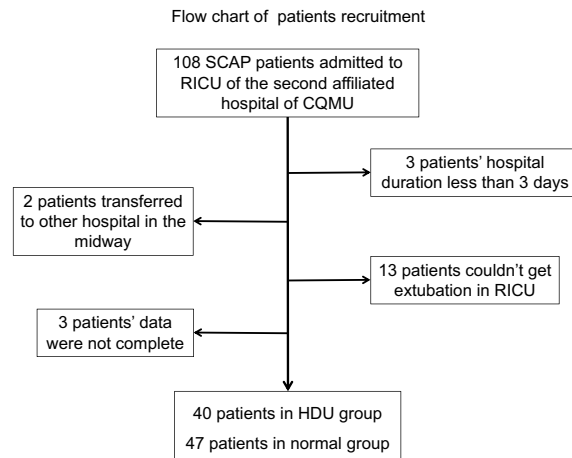 Flow chart of patients recruitment
108 SCAP patients admitted to
RICU of the second affiliated
hospital of CQMU
3 patients' hospital
duration less than 3 days
2 patients transferred
to other hospital in the
midway
13 patients couldn't get
extubation in RICU
3 patients' data
were not complete
40 patients in HDU group
47 patients in normal group